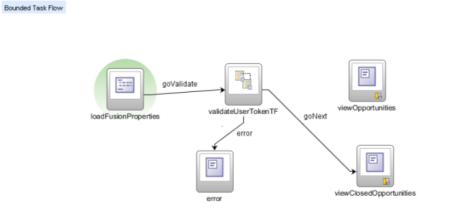 Bounded Task Flow
goValidate
loadFusionProperties
validateUserTokenTF
viewOpportunities
goNext
error
error
viewClosedOpportunities